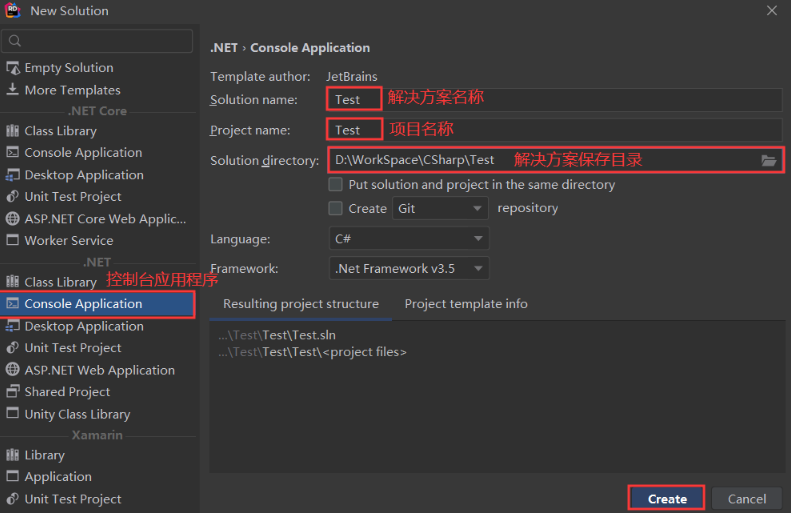 New Solution
Empty Solution
More Templates
.NET Core
Class Library
Console Application
Desktop Application
Unit Test Project
ASP.NET Core Web Applic...
Worker Service
.NET
Class Library 控制台应用程序
Console Application
Desktop Application
Unit Test Project
ASP.NET Web Application
Shared Project
Unity Class Library
Xamarin
Library
Application
Unit Test Project
.NET › Console Application
Template author: JetBrains
Solution name: Test 解决方案名称
Project name: Test 项目名称
Solution directory: D:\WorkSpace\CSharp\Test 解决方案保存目录
Put solution and project in the same directory
Create Git repository
Language: C#
Framework: .Net Framework v3.5
Resulting project structure Project template info
...\Test\Test\Test.sln
...\Test\Test\Test\<project files>
Create Cancel